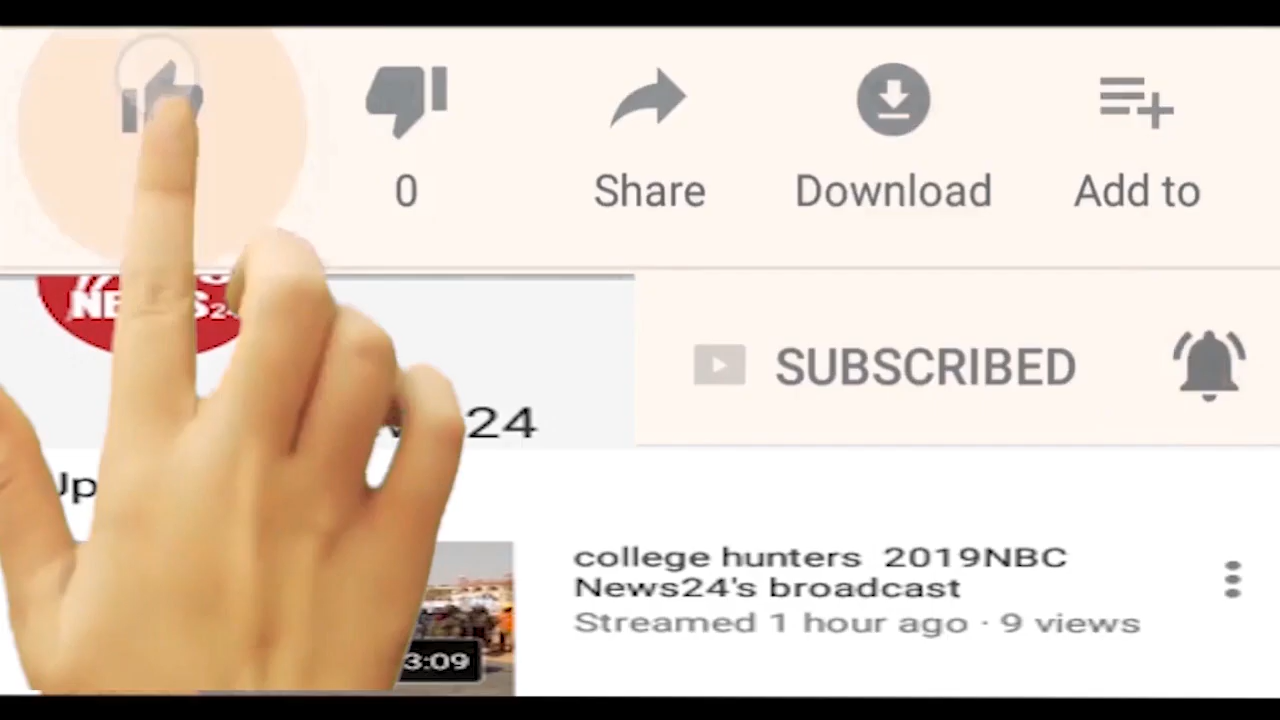 0
Share
Download
Add to
SUBSCRIBED
24
Up
college hunters 2019NBC
News24's broadcast
Streamed 1 hour ago · 9 views
3:09